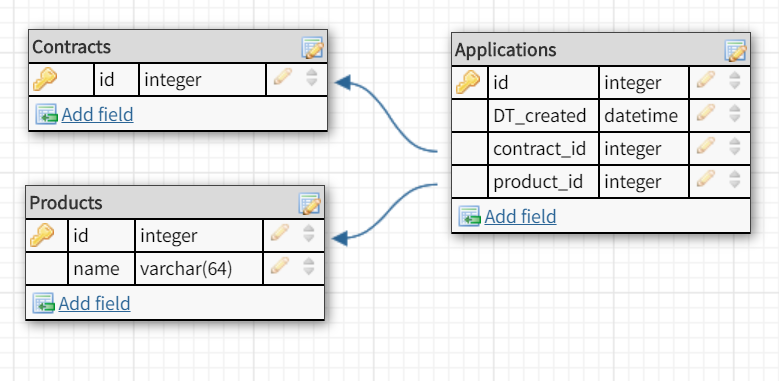 Contracts
id integer
Add field
Applications
id integer
DT_created datetime
contract_id integer
product_id integer
Add field
Products
id integer
name varchar(64)
Add field